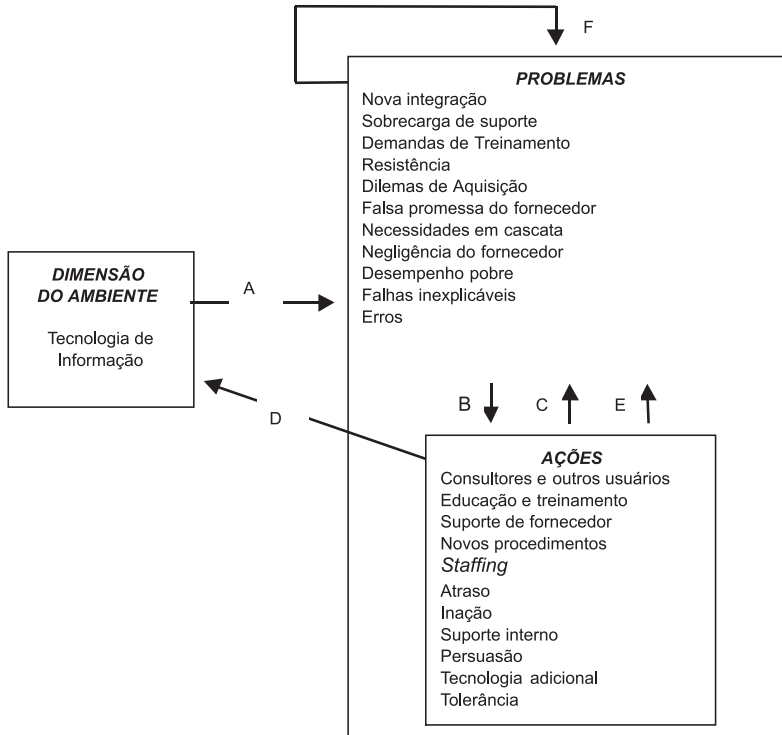 F
PROBLEMAS
Nova integração
Sobrecarga de suporte
Demandas de Treinamento
Resistência
Dilemas de Aquisição
Falsa promessa do fornecedor
Necessidades em cascata
Negligência do fornecedor
Desempenho pobre
Falhas inexplicáveis
Erros
DIMENSÃO
DO AMBIENTE
Tecnologia de
Informação
A
D
B
C
E
AÇÕES
Consultores e outros usuários
Educação e treinamento
Suporte de fornecedor
Novos procedimentos
Staffing
Atraso
Inação
Suporte interno
Persuasão
Tecnologia adicional
Tolerância